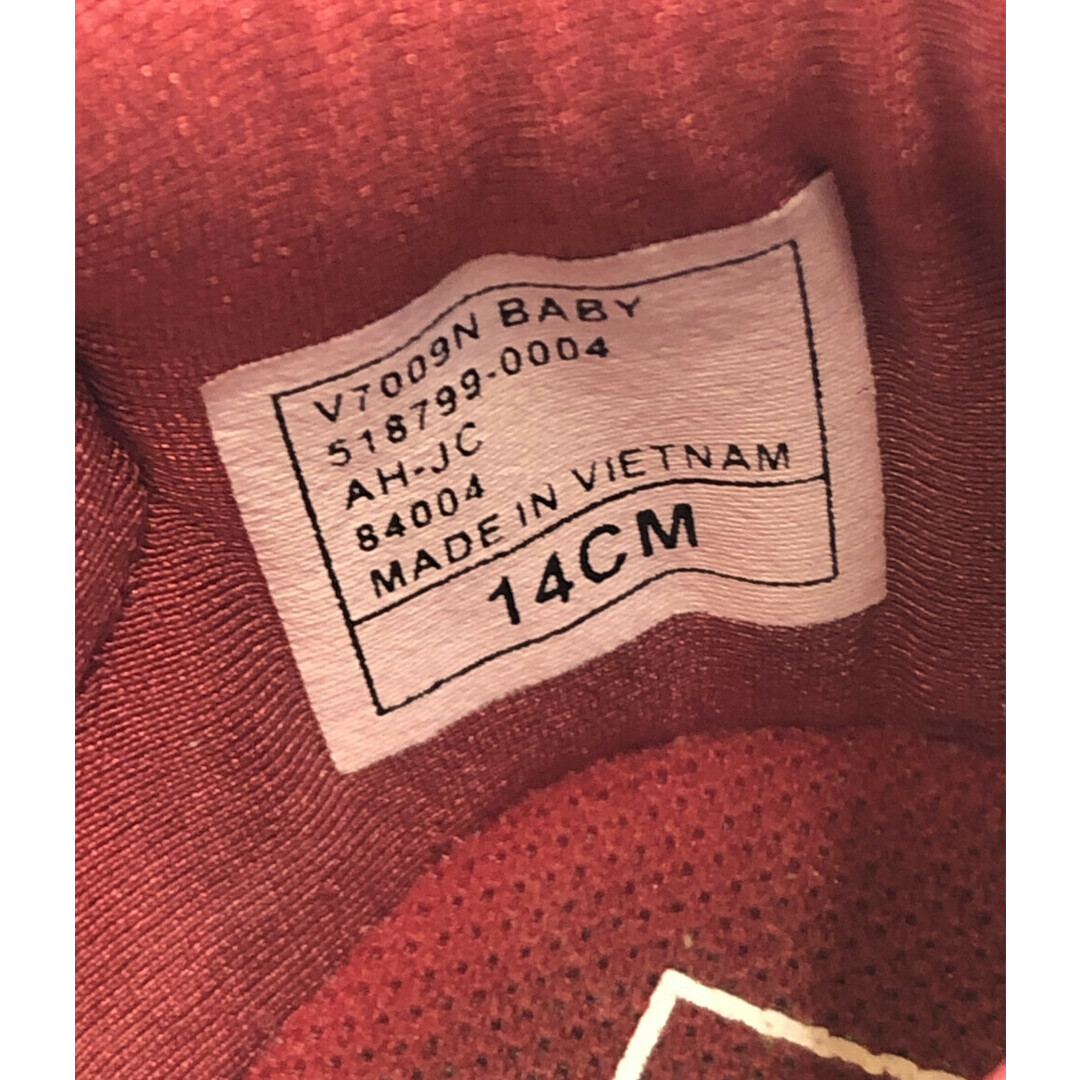 V7009N BABY
518799-0004
AH-JC
84004
MADE IN VIETNAM
14CM